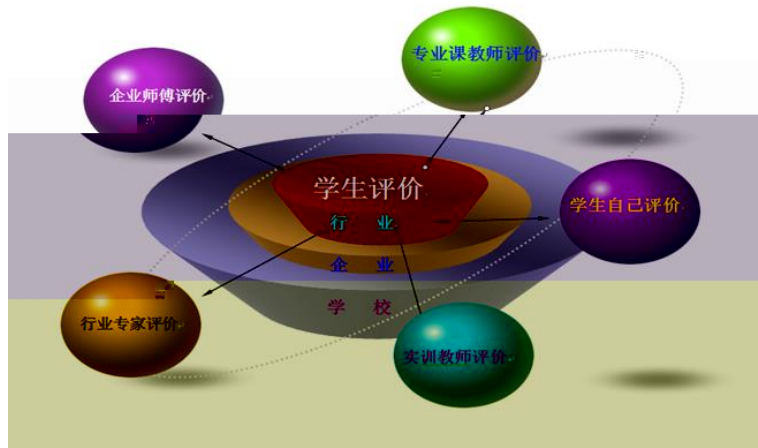 专业课教师评价
企业师傅评价
学生评价
学生自己评价
行 业
企 业
学 校
行业专家评价
实训教师评价